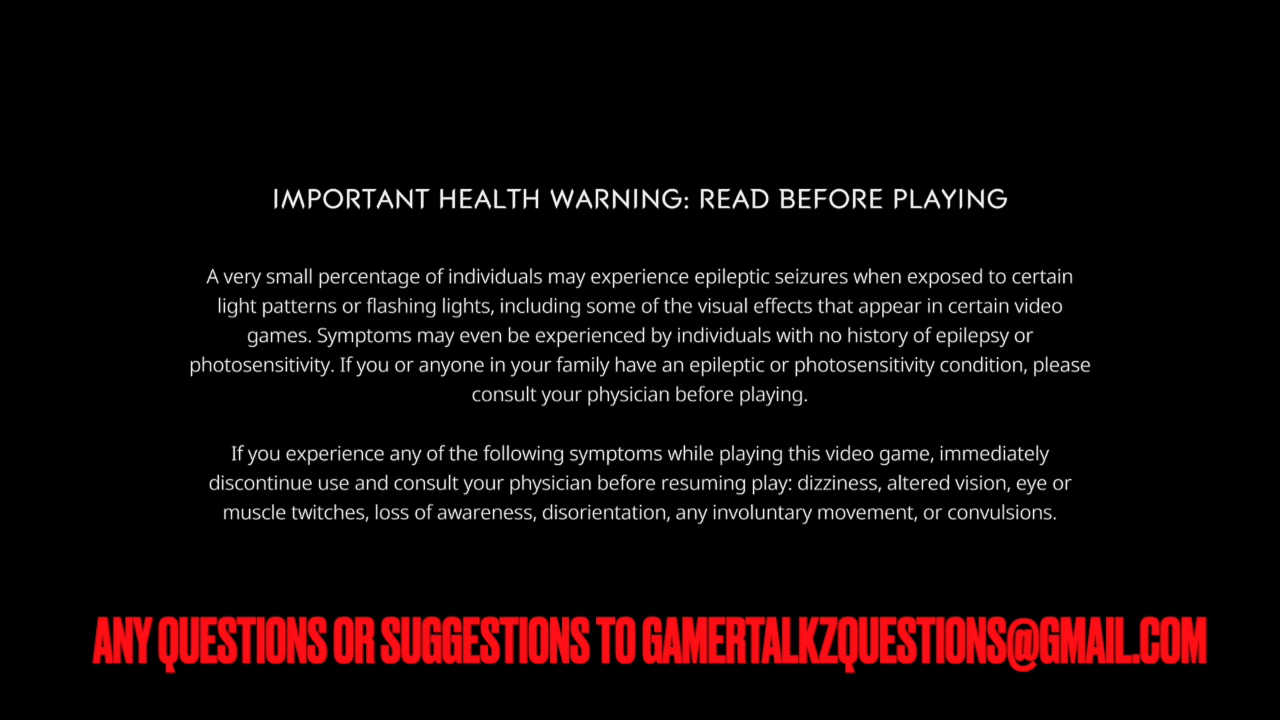 IMPORTANT HEALTH WARNING: READ BEFORE PLAYING
A very small percentage of individuals may experience epileptic seizures when exposed to certain
light patterns or flashing lights, including some of the visual effects that appear in certain video
games. Symptoms may even be experienced by individuals with no history of epilepsy or
photosensitivity. If you or anyone in your family have an epileptic or photosensitivity condition, please
consult your physician before playing.
If you experience any of the following symptoms while playing this video game, immediately
discontinue use and consult your physician before resuming play: dizziness, altered vision, eye or
muscle twitches, loss of awareness, disorientation, any involuntary movement, or convulsions.
ANY QUESTIONS OR SUGGESTIONS TO GAMERTALKZQUESTIONS@GMAIL.COM